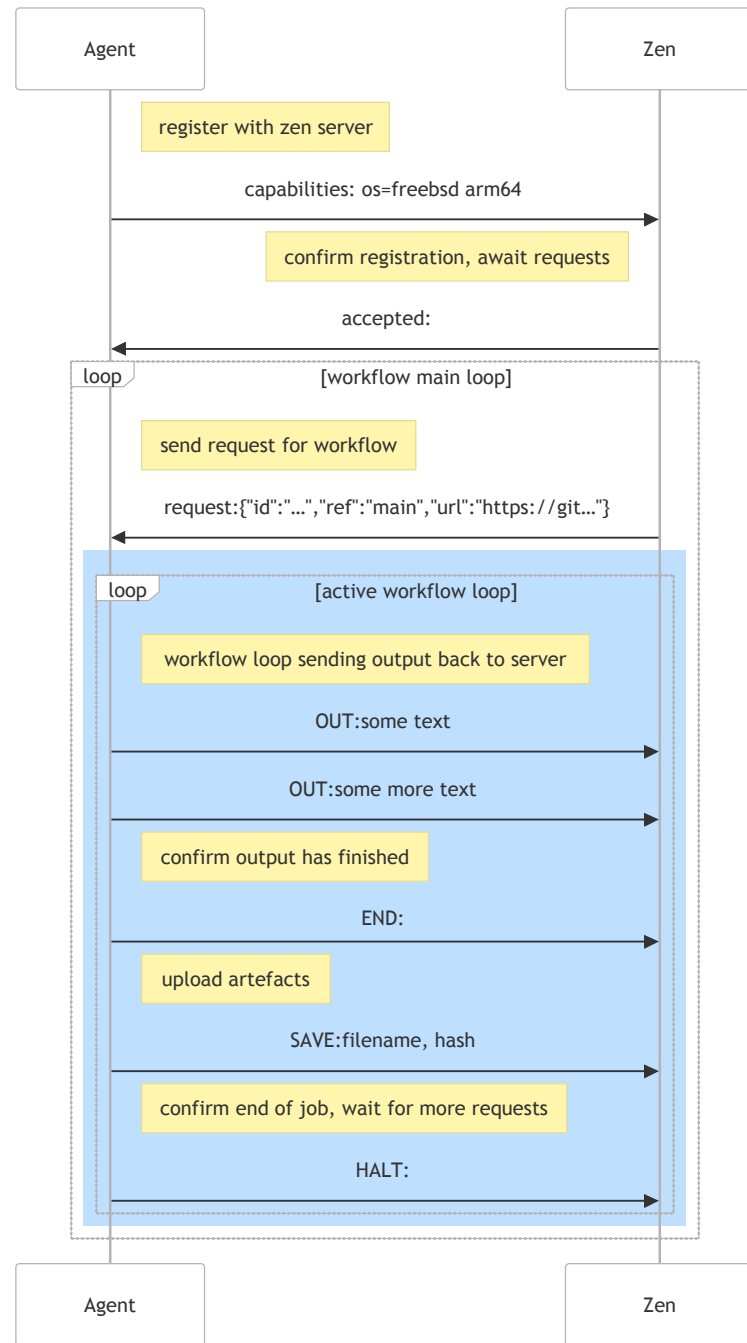 Agent
Zen
register with zen server
capabilities: os=freebsd arm64
confirm registration, await requests
accepted:
loop
[workflow main loop]
send request for workflow
request:{"id":"…","ref":"main","url":"https://git…"}
loop
[active workflow loop]
workflow loop sending output back to server
OUT:some text
OUT:some more text
confirm output has finished
END:
upload artefacts
SAVE:filename, hash
confirm end of job, wait for more requests
HALT:
Agent
Zen